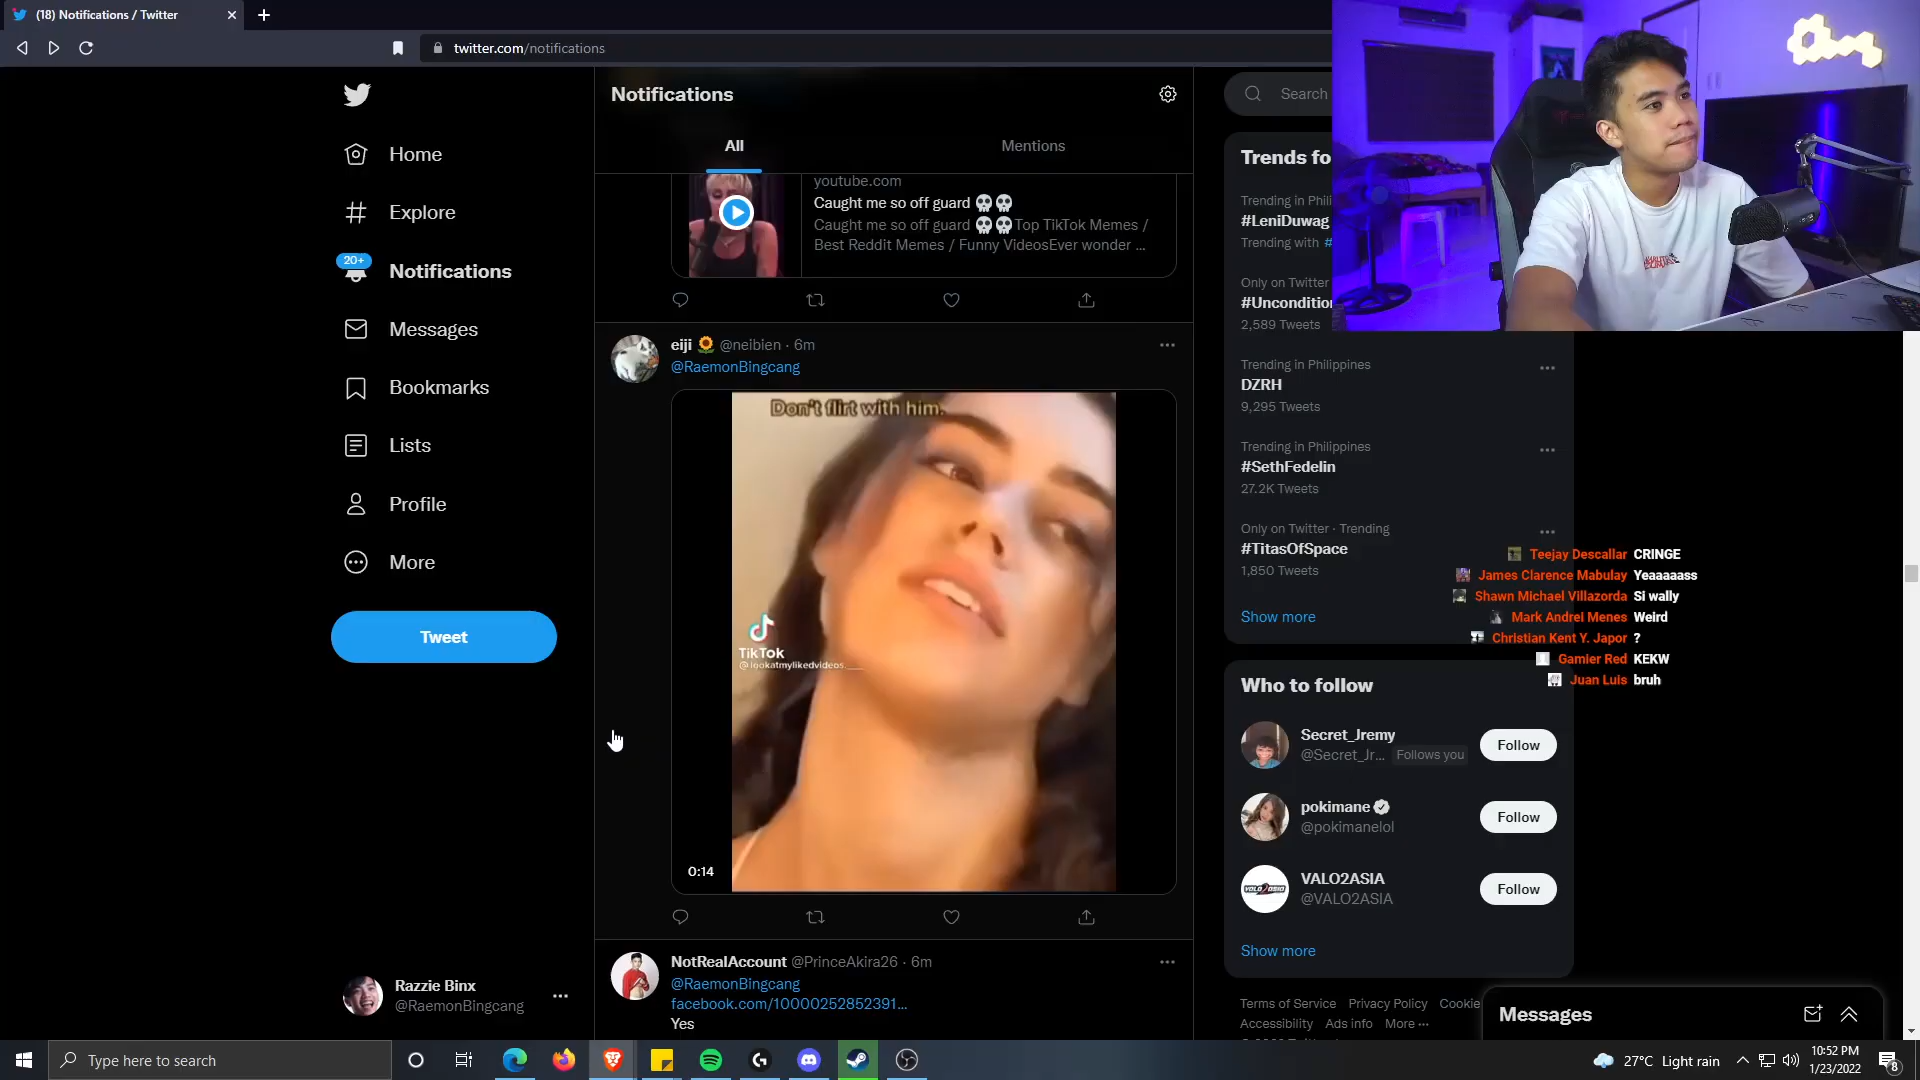 (18) Notifications / Twitter
twitter.com/notifications
Home
Explore
20+
Notifications
Messages
Bookmarks
Lists
Profile
More
Tweet
Razzie Binx
@RaemonBingcang
Notifications
All
Mentions
youtube.com
Caught me so off guard 💀💀
Caught me so off guard 💀💀Top TikTok Memes /
Best Reddit Memes / Funny VideosEver wonder ...
eiji 🌻 @neibien · 6m
@RaemonBingcang
Don't flirt with him.
TikTok
@lookatmylikedvideos.___
0:14
NotRealAccount @PrinceAkira26 · 6m
@RaemonBingcang
facebook.com/10000252852391...
Yes
Search
Trends fo
Trending in Phili
#LeniDuwag
Trending with #
Only on Twitter
#Uncondition
2,589 Tweets
Trending in Philippines
DZRH
9,295 Tweets
Trending in Philippines
#SethFedelin
27.2K Tweets
Only on Twitter · Trending
#TitasOfSpace
1,850 Tweets
Show more
Teejay Descallar CRINGE
James Clarence Mabulay Yeaaaaass
Shawn Michael Villazorda Si wally
Mark Andrei Menes Weird
Christian Kent Y. Japor ?
Gamier Red KEKW
Juan Luis bruh
Who to follow
Secret_Jremy
@Secret_Jr... Follows you
Follow
pokimane
@pokimanelol
Follow
VALO2ASIA
@VALO2ASIA
Follow
Show more
Terms of Service Privacy Policy Cookie
Accessibility Ads info More ...
Messages
Type here to search
27°C Light rain
10:52 PM
1/23/2022
8